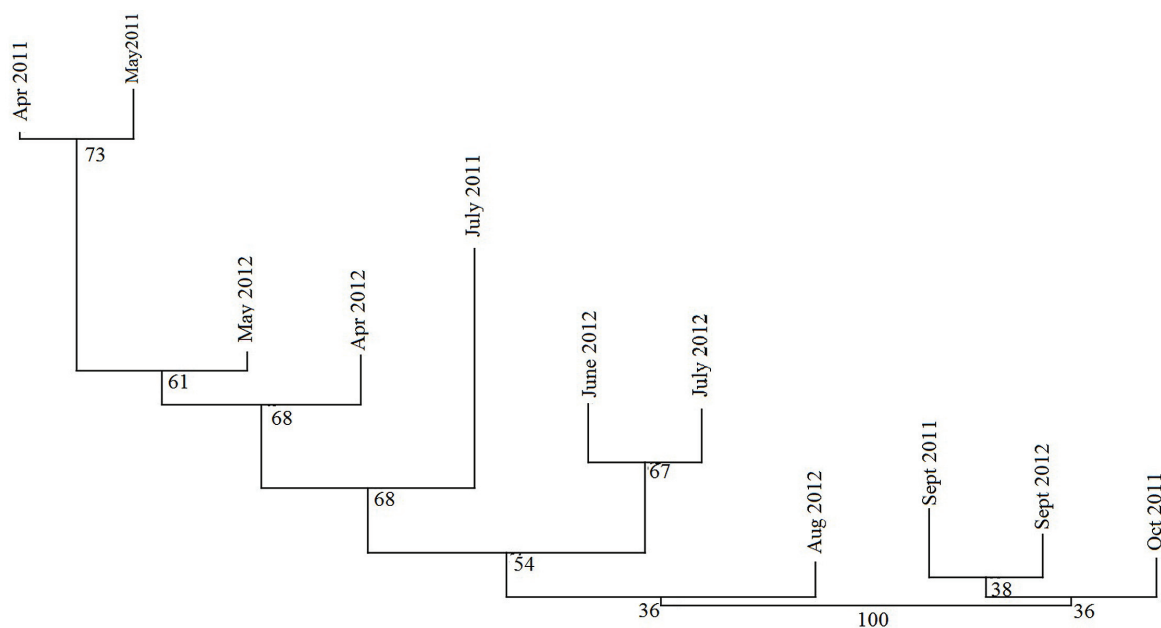 Apr 2011
May2011
73
July 2011
May 2012
Apr 2012
61
68
June 2012
July 2012
67
68
Sept 2011
Sept 2012
Oct 2011
Aug 2012
54
38
36
100
36